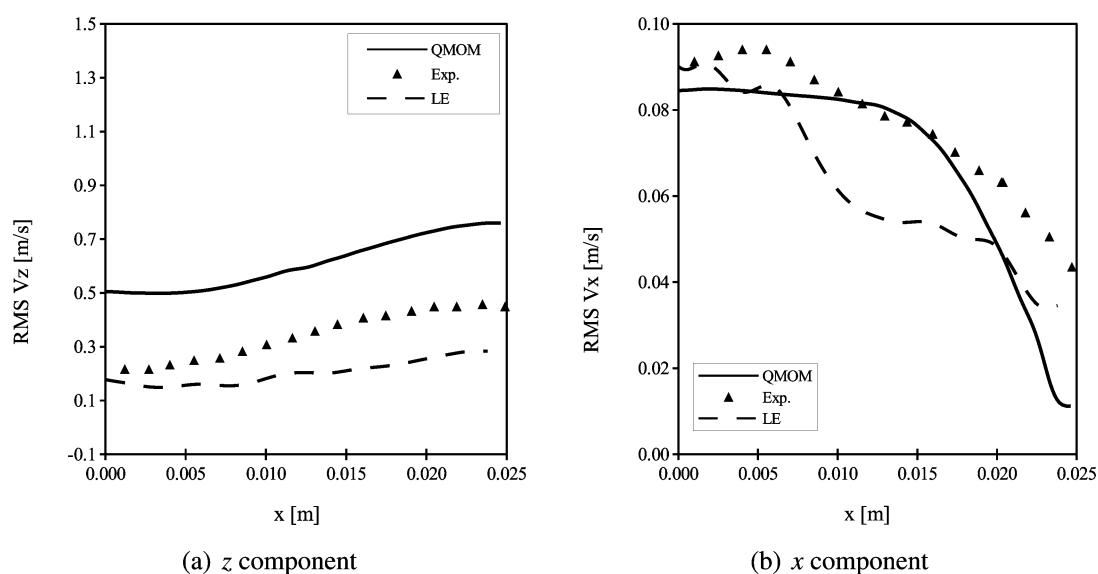 1.5
1.3
1.1
0.9
0.7
0.5
0.3
0.1
-0.1
RMS Vz [m/s]
QMOM
Exp.
LE
0.000 0.005 0.010 0.015 0.020 0.025
x [m]
(a) z component
0.10
0.08
0.06
0.04
0.02
0.00
RMS Vx [m/s]
QMOM
Exp.
LE
0.000 0.005 0.010 0.015 0.020 0.025
x [m]
(b) x component